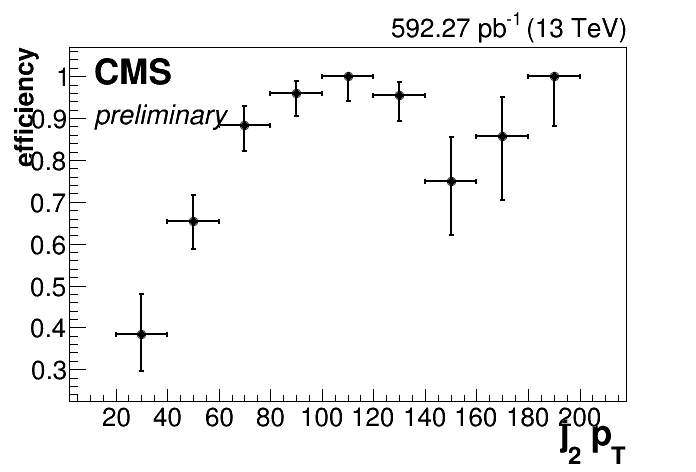 592.27 pb⁻¹ (13 TeV)
CMS
preliminary
efficiency
1
0.9
0.8
0.7
0.6
0.5
0.4
0.3
20 40 60 80 100 120 140 160 180 200
j₂ p_T